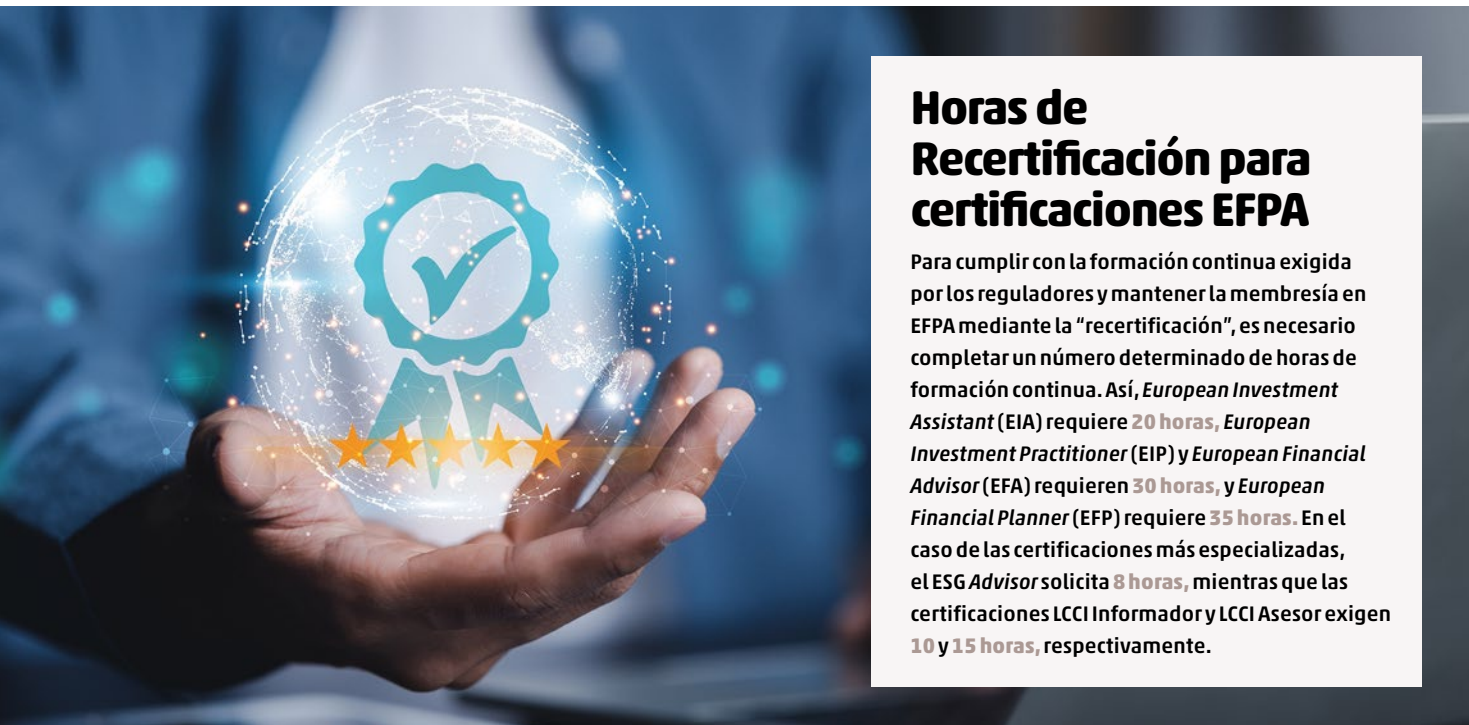 Horas de
Recertificación para
certificaciones EFPA
Para cumplir con la formación continua exigida
por los reguladores y mantener la membresía en
EFPA mediante la “recertificación”, es necesario
completar un número determinado de horas de
formación continua. Así, European Investment
Assistant (EIA) requiere 20 horas, European
Investment Practitioner (EIP) y European Financial
Advisor (EFA) requieren 30 horas, y European
Financial Planner (EFP) requiere 35 horas. En el
caso de las certificaciones más especializadas,
el ESG Advisor solicita 8 horas, mientras que las
certificaciones LCCI Informador y LCCI Asesor exigen
10 y 15 horas, respectivamente.